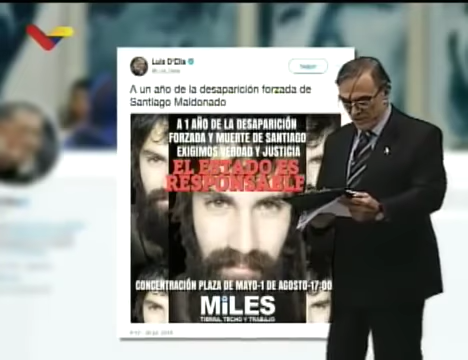 Luis D'Elia
A un año de la desaparición forzada de
Santiago Maldonado
A 1 AÑO DE LA DESAPARICIÓN
FORZADA Y MUERTE DE SANTIAGO
EXIGIMOS VERDAD Y JUSTICIA
EL ESTADO ES
RESPONSABLE
CONCENTRACIÓN PLAZA DE MAYO-1 DE AGOSTO-17:00
MILES
TIERRA, TECHO Y TRABAJO